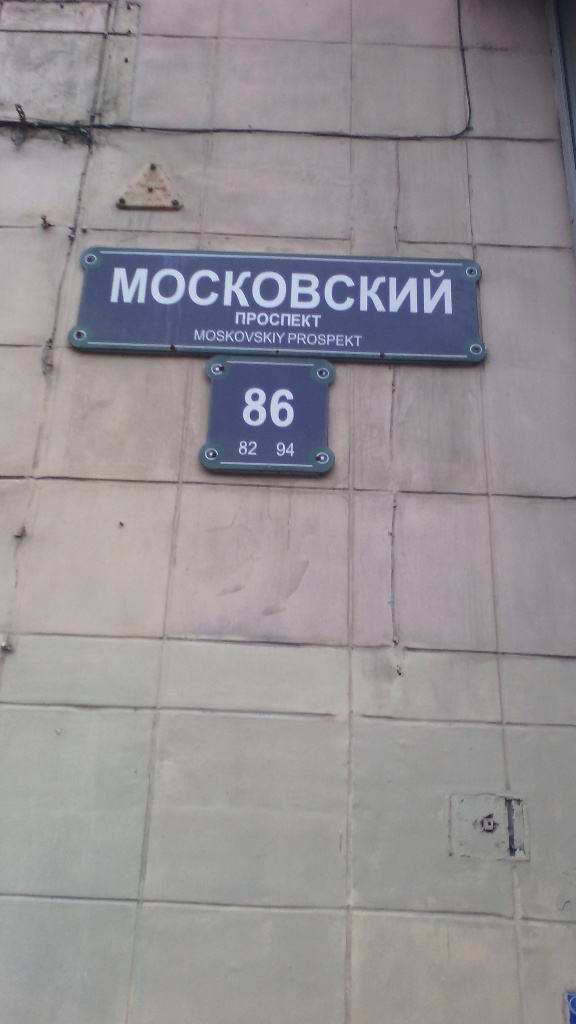 МОСКОВСКИЙ
ПРОСПЕКТ
MOSKOVSKIY PROSPEKT
86
82 94